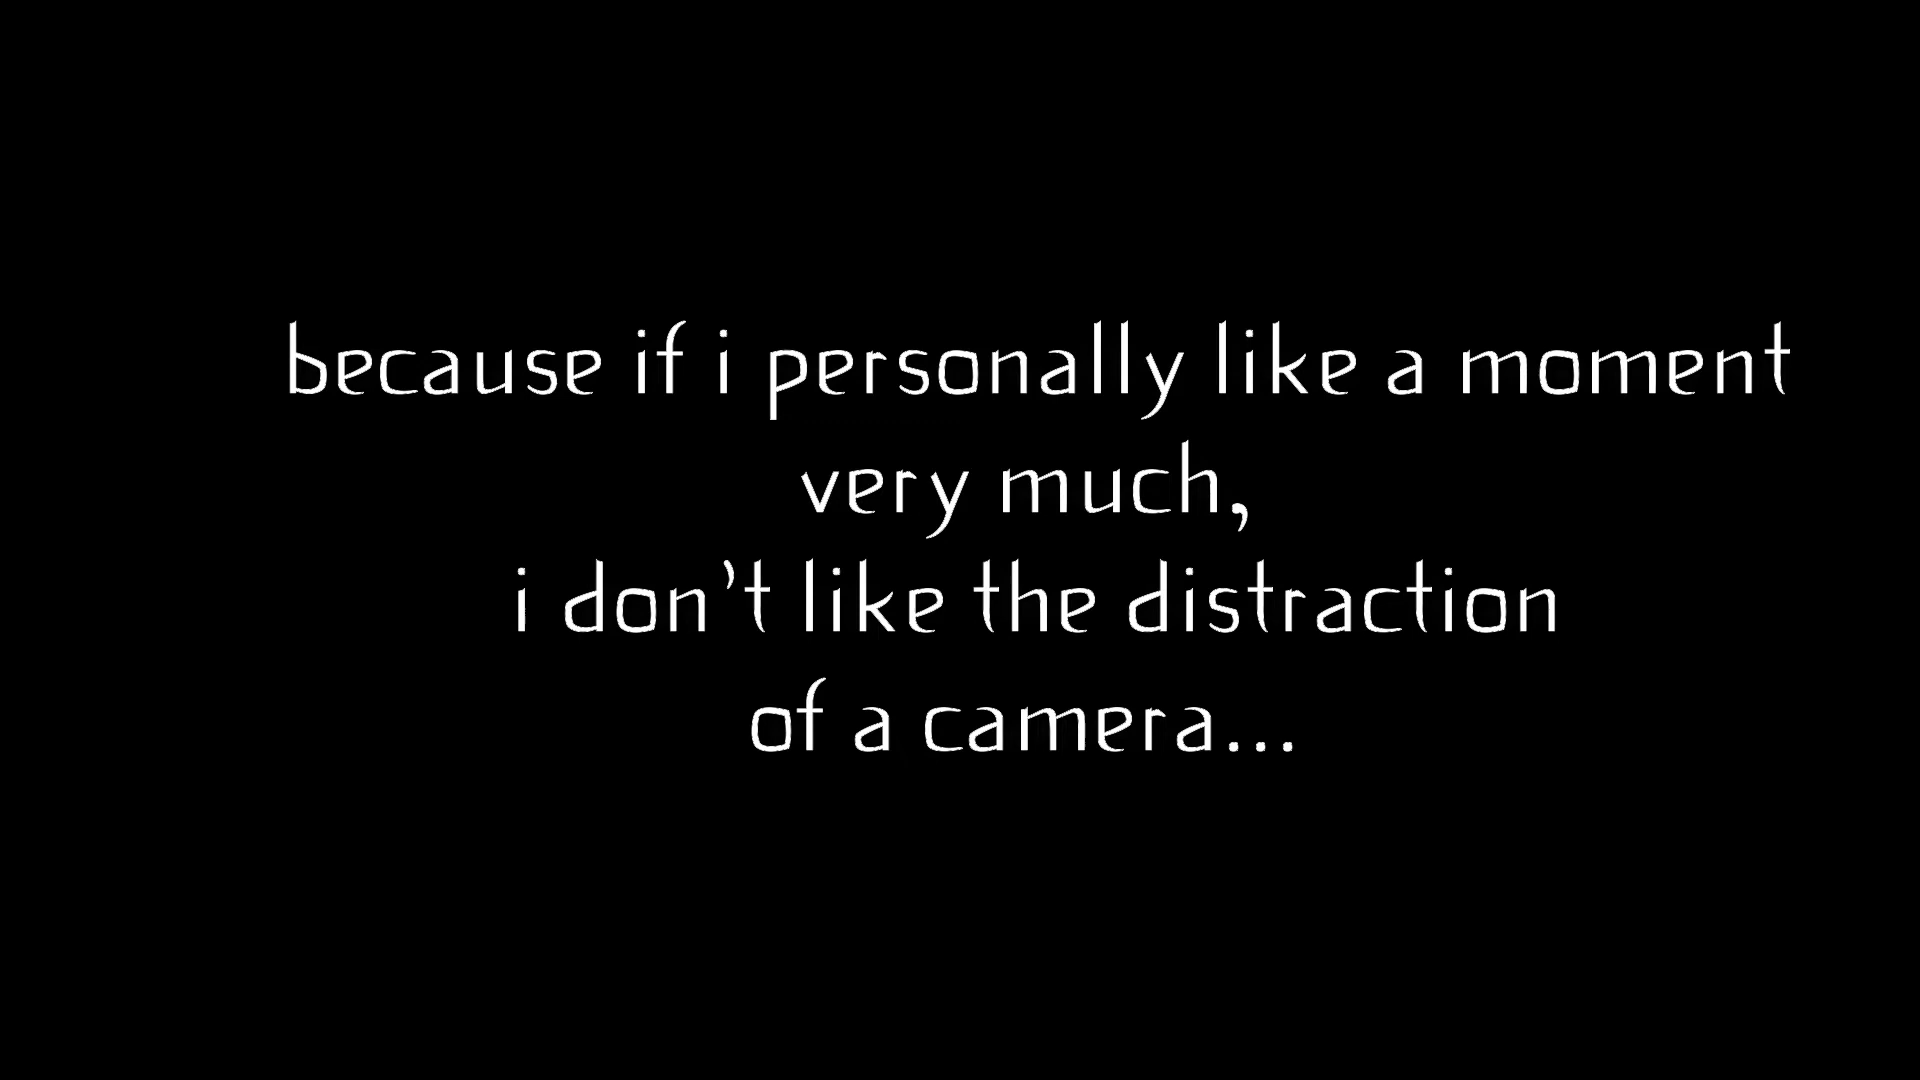 because if i personally like a moment
very much,
i don't like the distraction
of a camera...